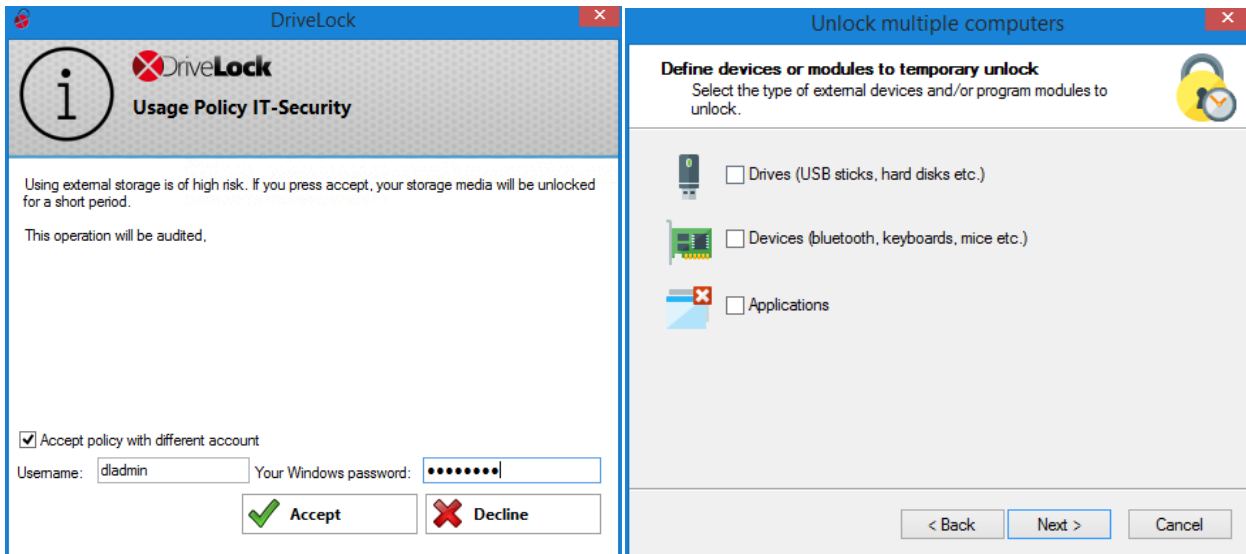 DriveLock
DriveLock
Usage Policy IT-Security
Using external storage is of high risk. If you press accept, your storage media will be unlocked
for a short period.
This operation will be audited,
Accept policy with different account
Username: dladmin Your Windows password: ●●●●●●●●
Accept Decline
Unlock multiple computers
Define devices or modules to temporary unlock
Select the type of external devices and/or program modules to
unlock.
Drives (USB sticks, hard disks etc.)
Devices (bluetooth, keyboards, mice etc.)
Applications
< Back Next > Cancel